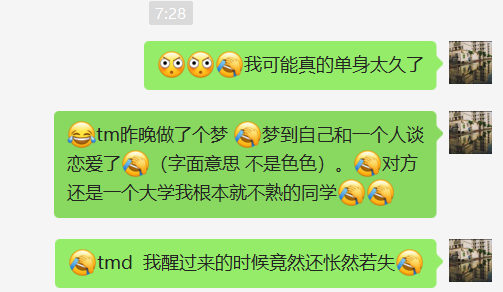 7:28
😳😳🤦我可能真的单身太久了
😂tm昨晚做了个梦 🤦梦到自己和一个人谈
恋爱了🤦（字面意思 不是色色）。🤦对方
还是一个大学我根本就不熟的同学🤦🤦
🤦tmd  我醒过来的时候竟然还怅然若失🤦